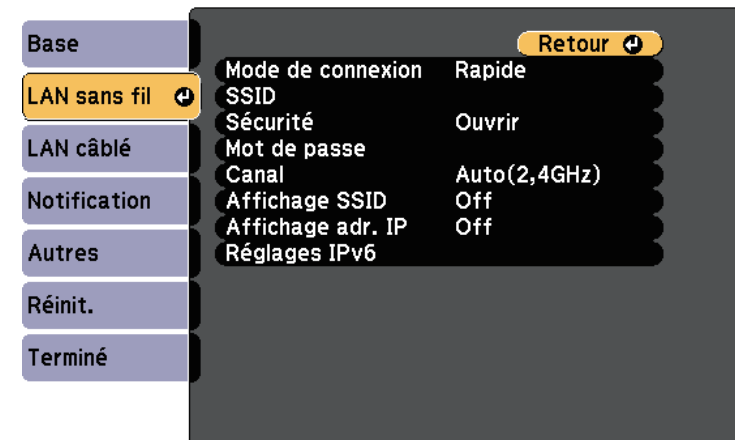 Base
LAN sans fil
LAN câblé
Notification
Autres
Réinit.
Terminé
Retour
Mode de connexion Rapide
SSID
Sécurité Ouvrir
Mot de passe
Canal Auto(2,4GHz)
Affichage SSID Off
Affichage adr. IP Off
Réglages IPv6